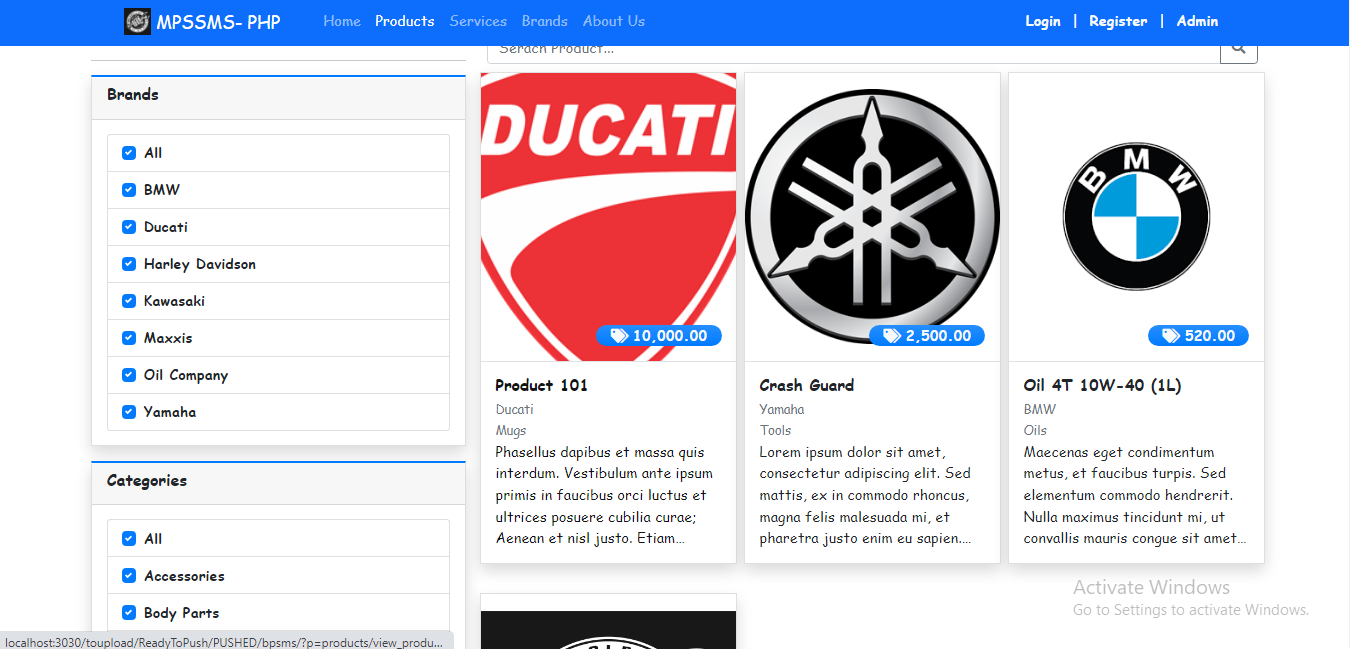 MPSSMS- PHP
Home Products Services Brands About Us
Login | Register | Admin
Serach Product...
Brands
All
BMW
Ducati
Harley Davidson
Kawasaki
Maxxis
Oil Company
Yamaha
Categories
All
Accessories
Body Parts
DUCATI
10,000.00
Product 101
Ducati
Mugs
Phasellus dapibus et massa quis
interdum. Vestibulum ante ipsum
primis in faucibus orci luctus et
ultrices posuere cubilia curae;
Aenean et nisl justo. Etiam...
2,500.00
Crash Guard
Yamaha
Tools
Lorem ipsum dolor sit amet,
consectetur adipiscing elit. Sed
mattis, ex in commodo rhoncus,
magna felis malesuada mi, et
pharetra justo enim eu sapien....
BMW
520.00
Oil 4T 10W-40 (1L)
BMW
Oils
Maecenas eget condimentum
metus, et faucibus turpis. Sed
elementum commodo hendrerit.
Nulla maximus tincidunt mi, ut
convallis mauris congue sit amet...
Activate Windows
Go to Settings to activate Windows.
localhost:3030/toupload/ReadyToPush/PUSHED/bpsms/?p=products/view_produ...